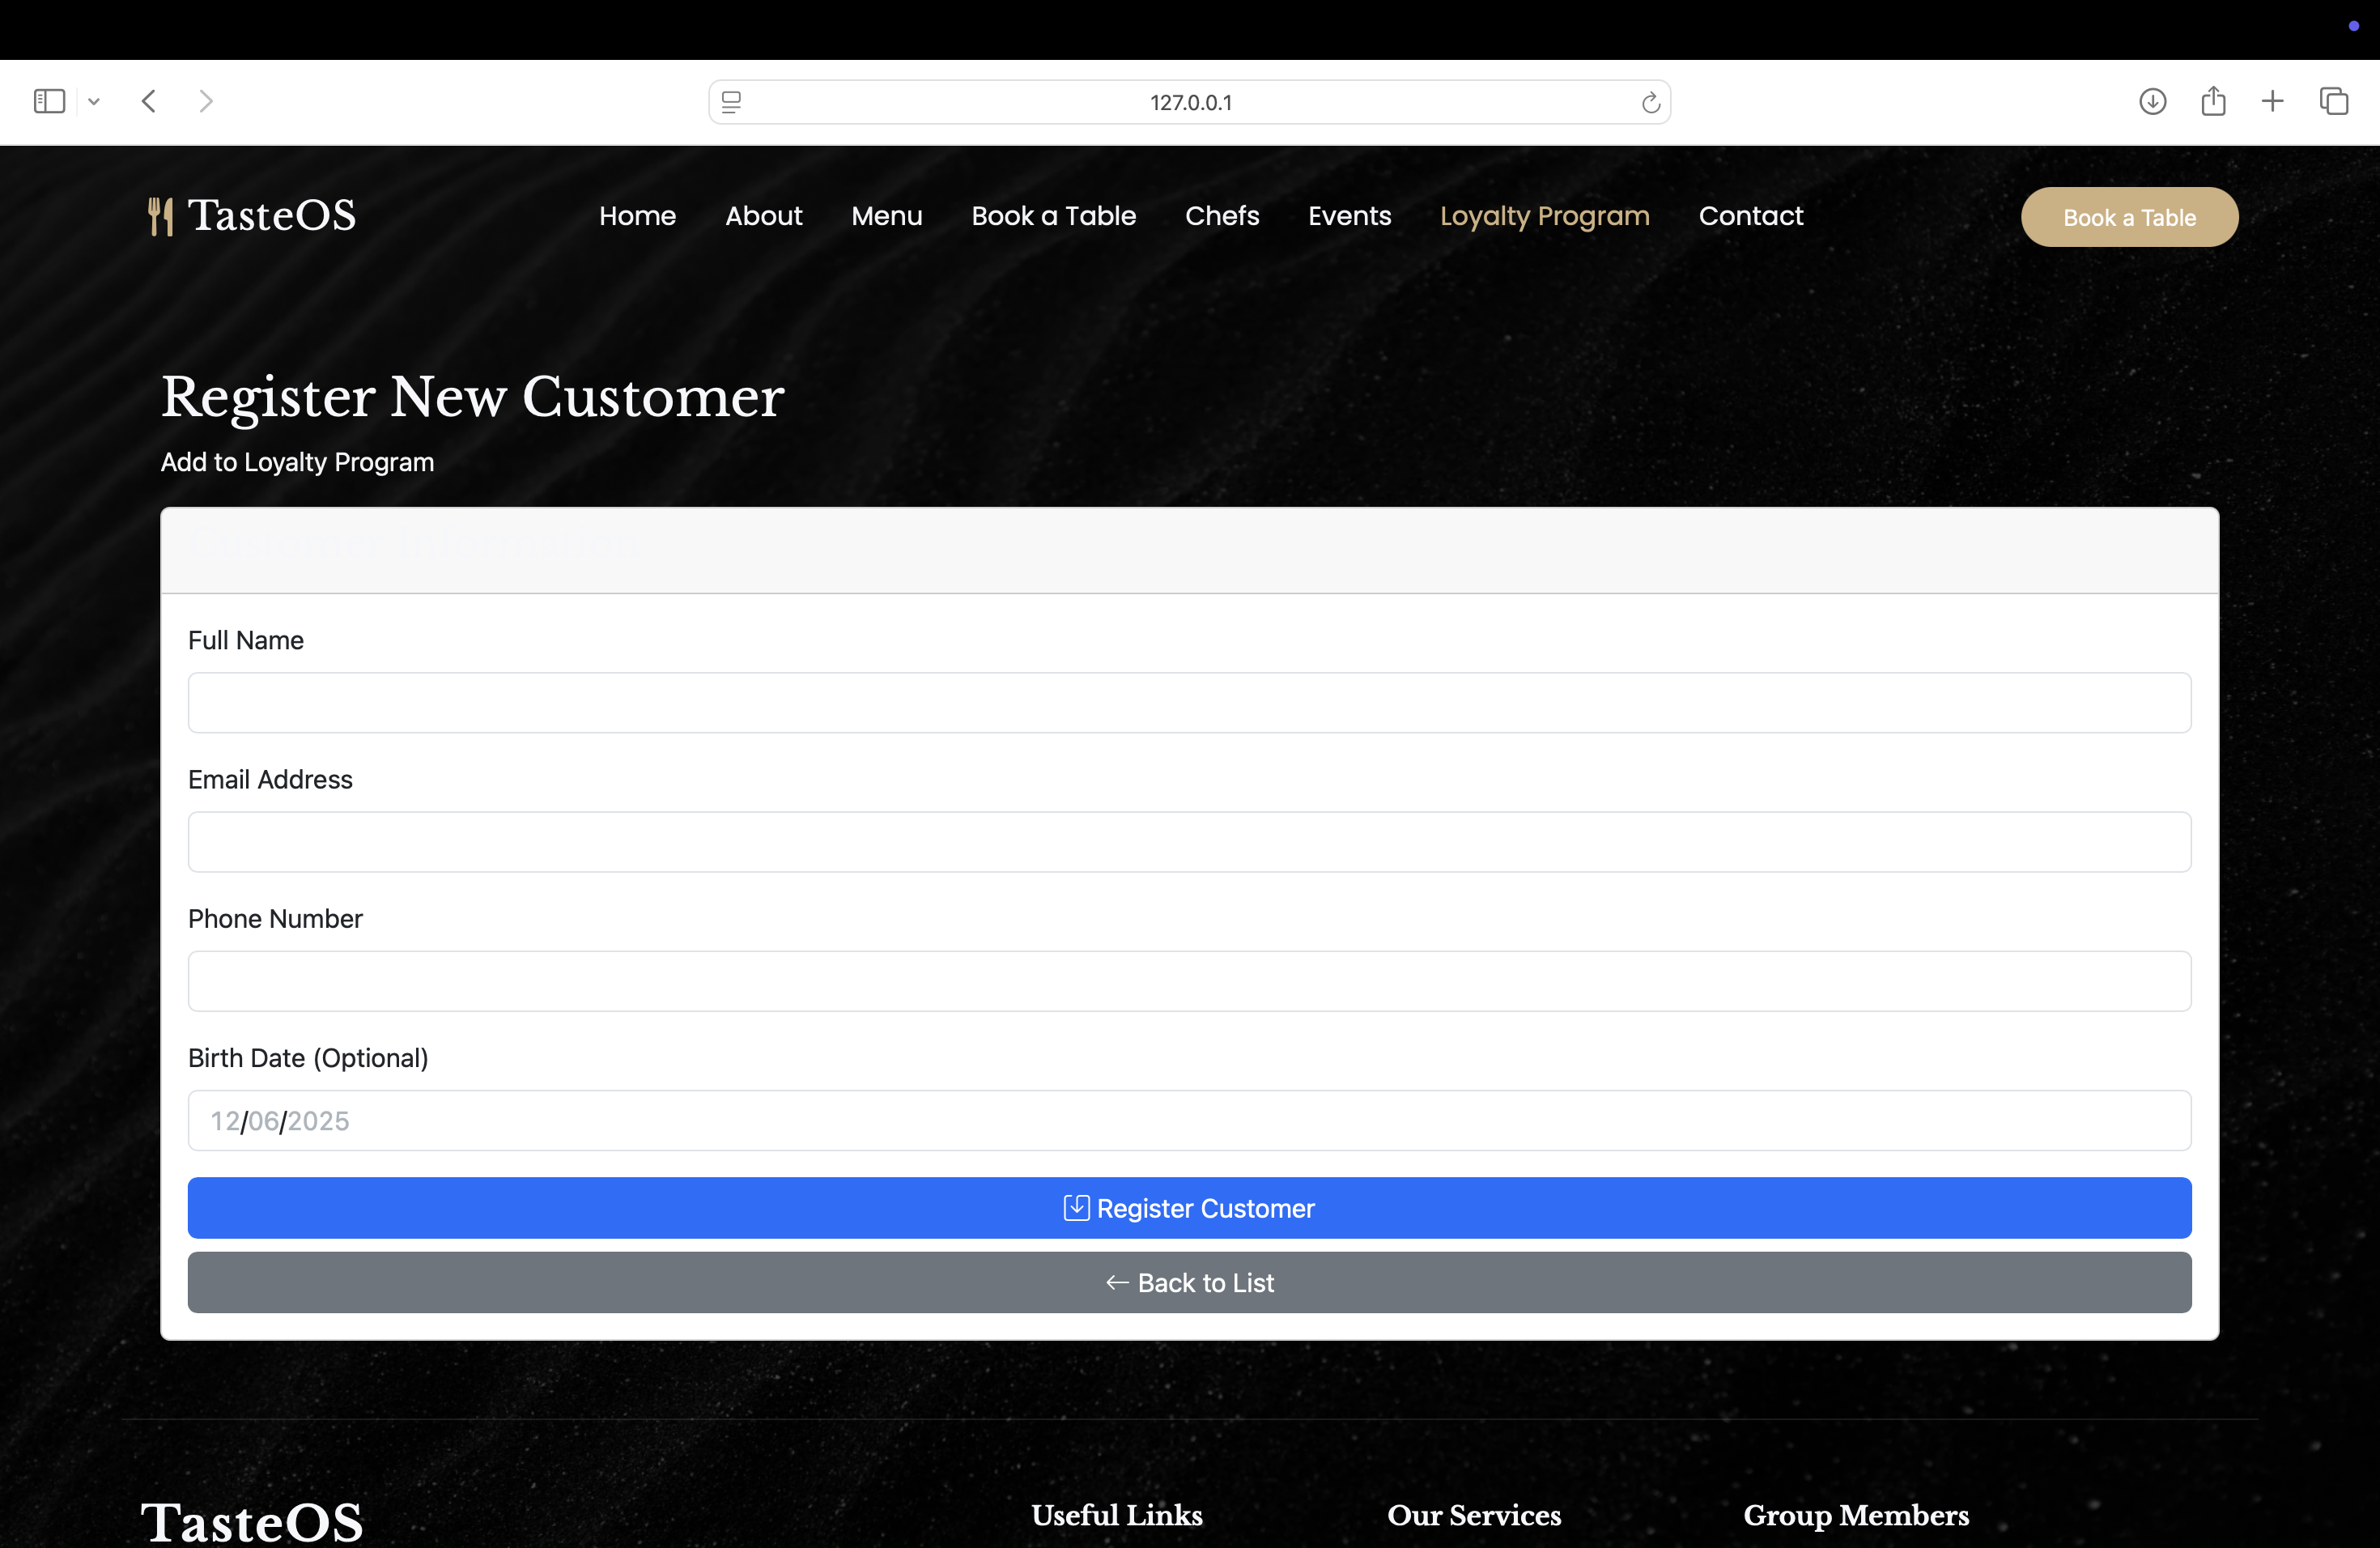 127.0.0.1
TasteOS
Home About Menu Book a Table Chefs Events Loyalty Program Contact
Book a Table
Register New Customer
Add to Loyalty Program
Full Name
Email Address
Phone Number
Birth Date (Optional)
12/06/2025
Register Customer
Back to List
TasteOS
Useful Links
Our Services
Group Members